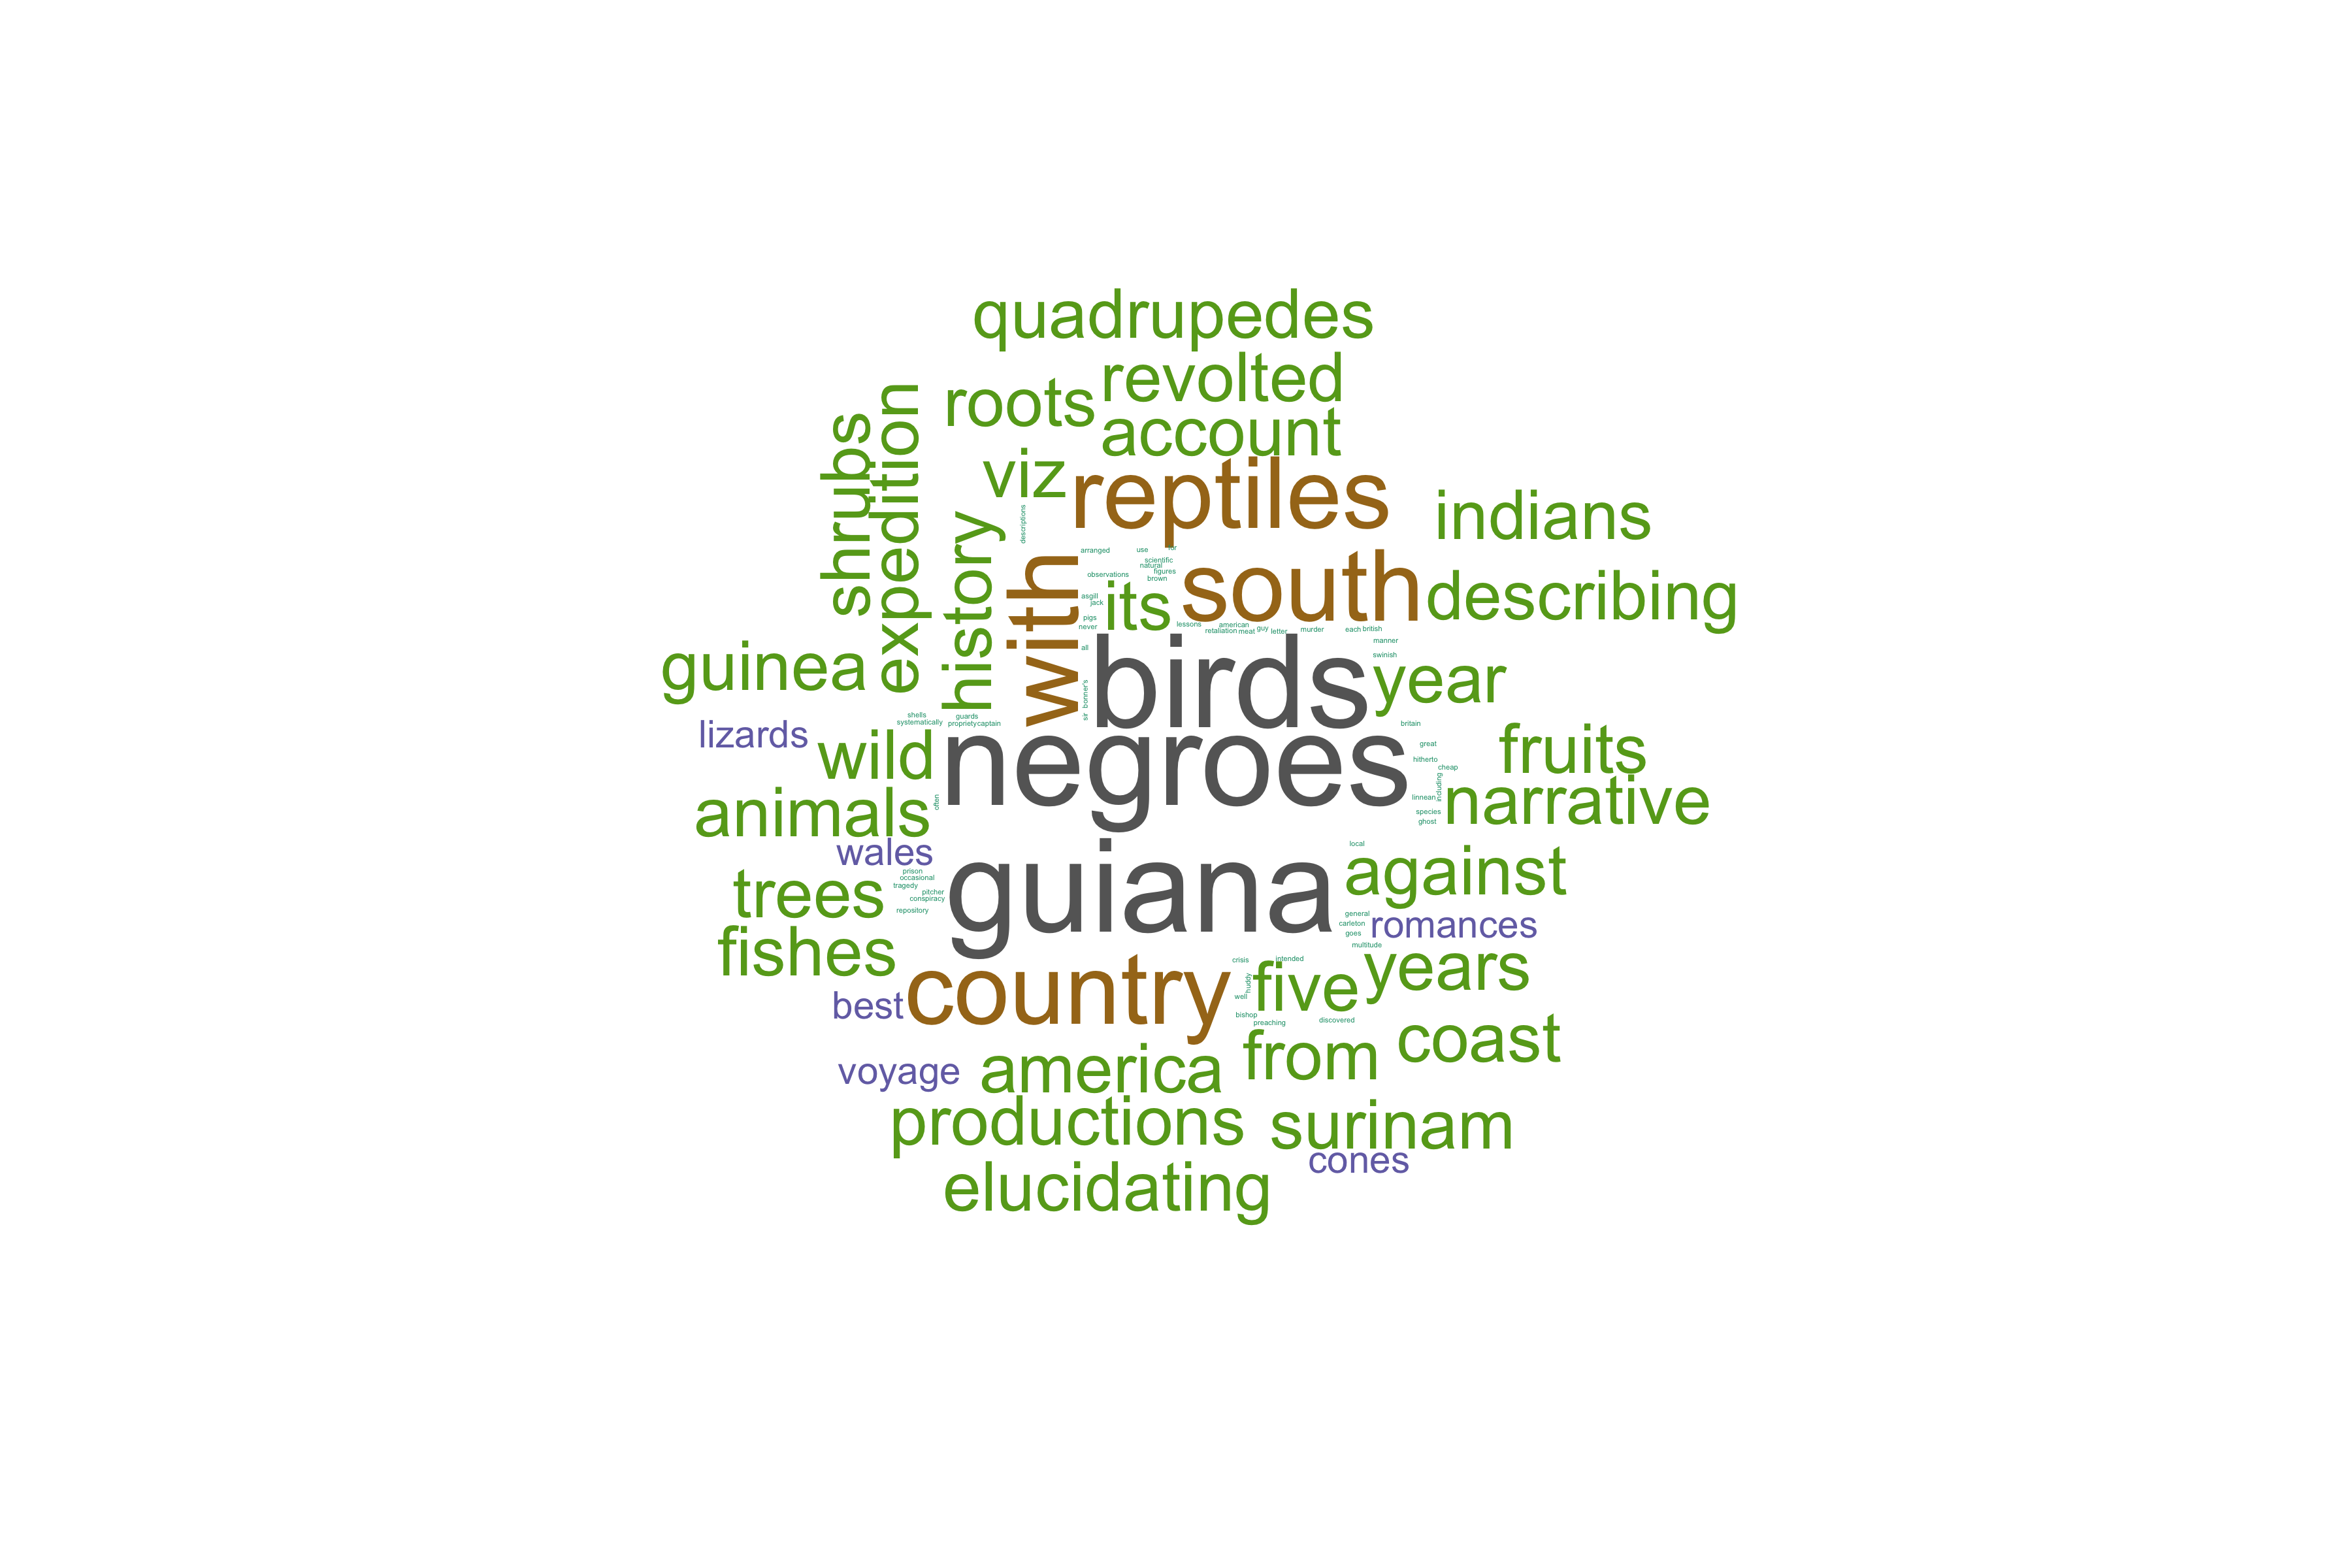 quadrupedes
revolted
roots
account
shrubs
expedition
viz
reptiles
indians
descriptions
history
with
arranged
use
far
scientific
natural
figures
brown
observations
south
describing
asgill
jack
its
pigs
never
lessons
american
retaliation
meat
guy
letter
murder
each
british
manner
all
swinish
guinea
birds
year
bonner's
sir
shells
systematically
guards
propriety
captain
britain
lizards
wild
negroes
great
hitherto
cheap
fruits
including
linnean
species
ghost
narrative
animals
often
wales
local
prison
occasional
tragedy
pitcher
conspiracy
repository
trees
guiana
against
general
carleton
goes
romances
multitude
fishes
country
crisis
intended
huddy
well
five
years
best
bishop
preaching
discovered
voyage
america
from
coast
productions
surinam
cones
elucidating